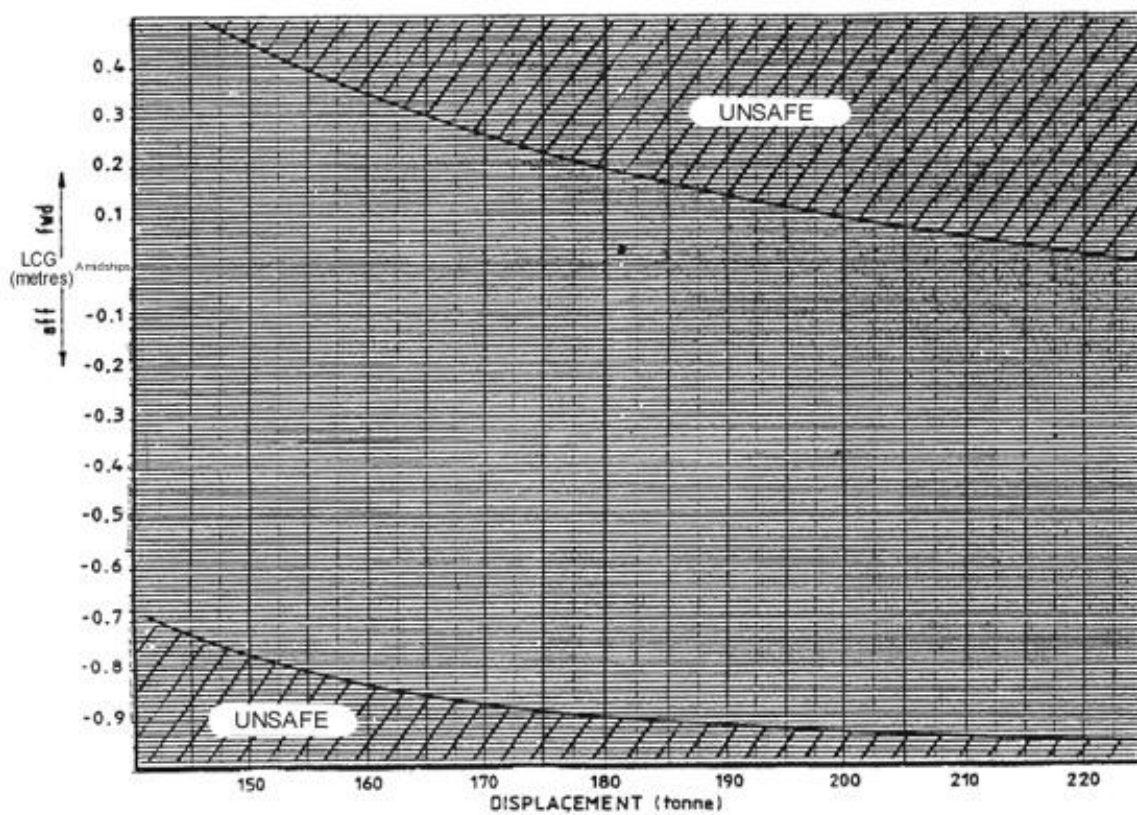 0.4
UNSAFE
0.3
0.2
fwd
0.1
LCG
(metres)
Amidships
aft
-0.1
-0.2
-0.3
-0.4
-0.5
-0.6
-0.7
-0.8
-0.9
UNSAFE
150 160 170 180 190 200 210 220
DISPLACEMENT (tonne)